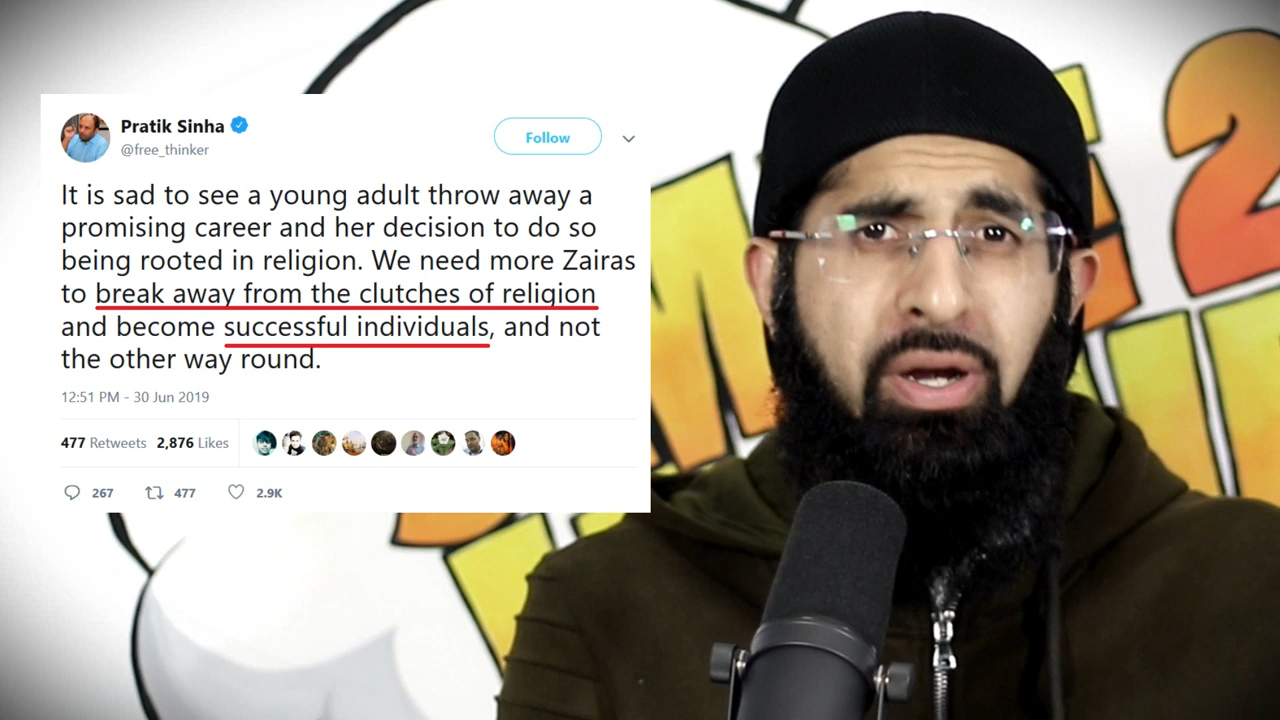 Pratik Sinha
@free_thinker
Follow
It is sad to see a young adult throw away a
promising career and her decision to do so
being rooted in religion. We need more Zairas
to break away from the clutches of religion
and become successful individuals, and not
the other way round.
12:51 PM - 30 Jun 2019
477 Retweets 2,876 Likes
267 477 2.9K